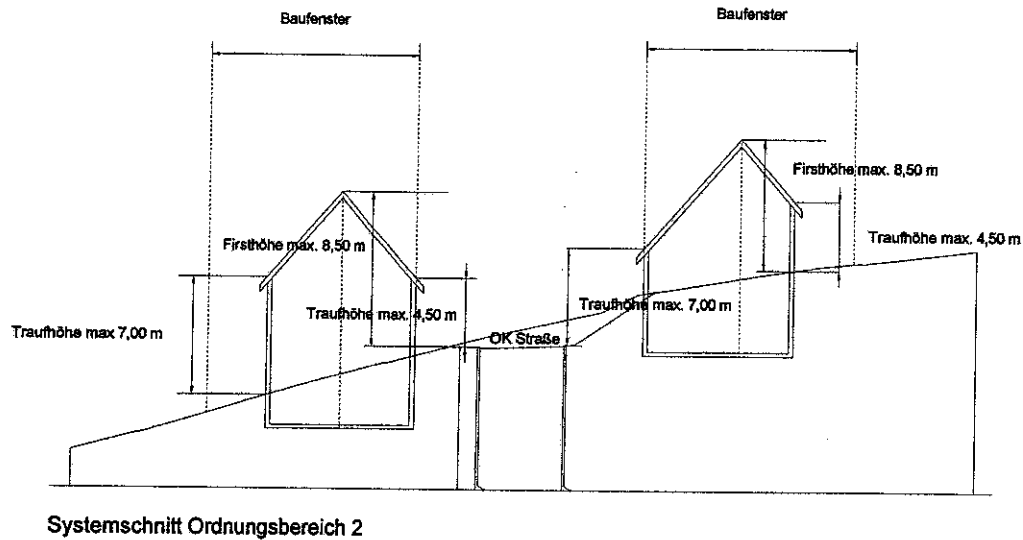 Baufenster
Baufenster
Firsthöhe max. 8,50 m
Traufhöhe max. 4,50 m
Firsthöhe max. 8,50 m
Traufhöhe max 7,00 m
Traufhöhe max. 4,50 m
Traufhöhe max. 7,00 m
OK Straße
Systemschnitt Ordnungsbereich 2